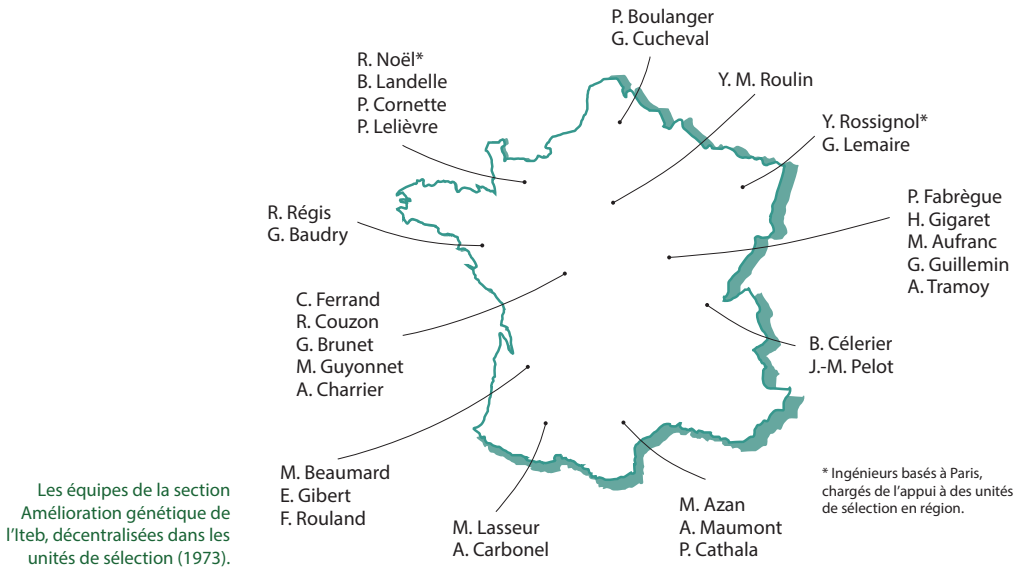 P. Boulanger
G. Cucheval
R. Noël*
B. Landelle
P. Cornette
P. Lelièvre
Y. M. Roulin
Y. Rossignol*
G. Lemaire
P. Fabrègue
H. Gigaret
M. Aufranc
G. Guillemin
A. Tramoy
R. Régis
G. Baudry
C. Ferrand
R. Couzon
G. Brunet
M. Guyonnet
A. Charrier
B. Célerier
J.-M. Pelot
M. Beaumard
E. Gibert
F. Rouland
M. Lasseur
A. Carbonel
M. Azan
A. Maumont
P. Cathala
* Ingénieurs basés à Paris,
chargés de l'appui à des unités
de sélection en région.
Les équipes de la section
Amélioration génétique de
l'Iteb, décentralisées dans les
unités de sélection (1973).